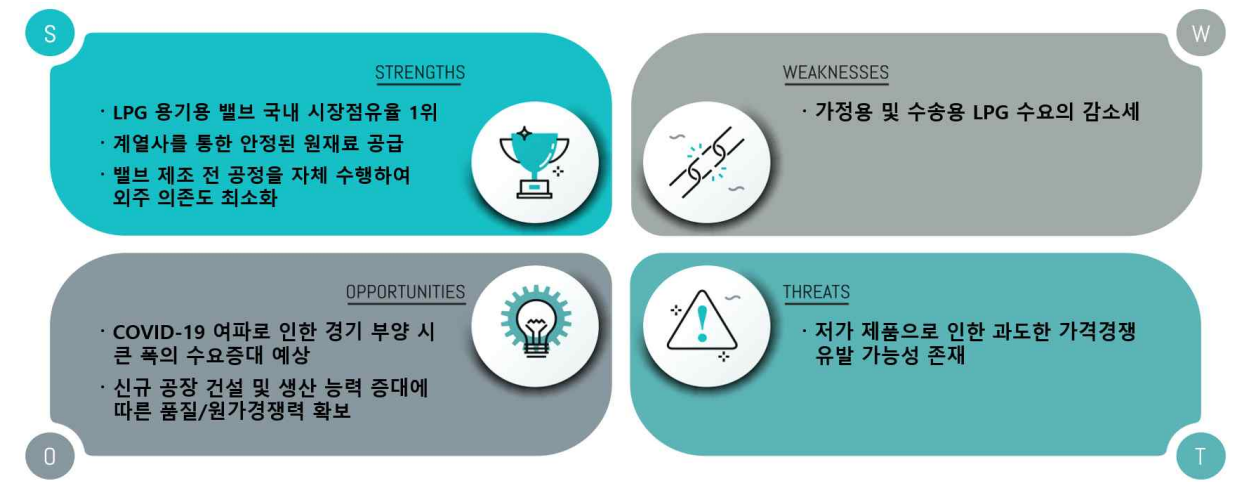 S
STRENGTHS
· LPG 용기용 밸브 국내 시장점유율 1위
· 계열사를 통한 안정된 원재료 공급
· 밸브 제조 전 공정을 자체 수행하여
외주 의존도 최소화
W
WEAKNESSES
· 가정용 및 수송용 LPG 수요의 감소세
OPPORTUNITIES
· COVID-19 여파로 인한 경기 부양 시
큰 폭의 수요증대 예상
· 신규 공장 건설 및 생산 능력 증대에
따른 품질/원가경쟁력 확보
O
THREATS
· 저가 제품으로 인한 과도한 가격경쟁
유발 가능성 존재
T